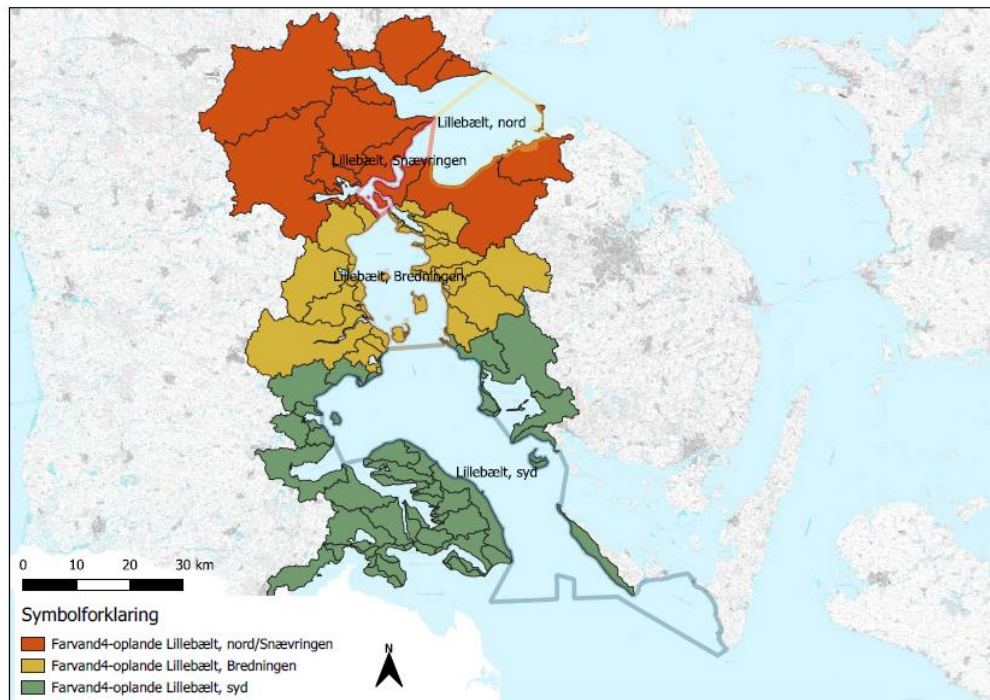 Lillebælt, nord
Lillebælt, Snævringen
Lillebælt, Bredningen
Lillebælt, syd
0 10 20 30 km
Symbolforklaring
N
Farvand4-oplande Lillebælt, nord/Snævringen
Farvand4-oplande Lillebælt, Bredningen
Farvand4-oplande Lillebælt, syd